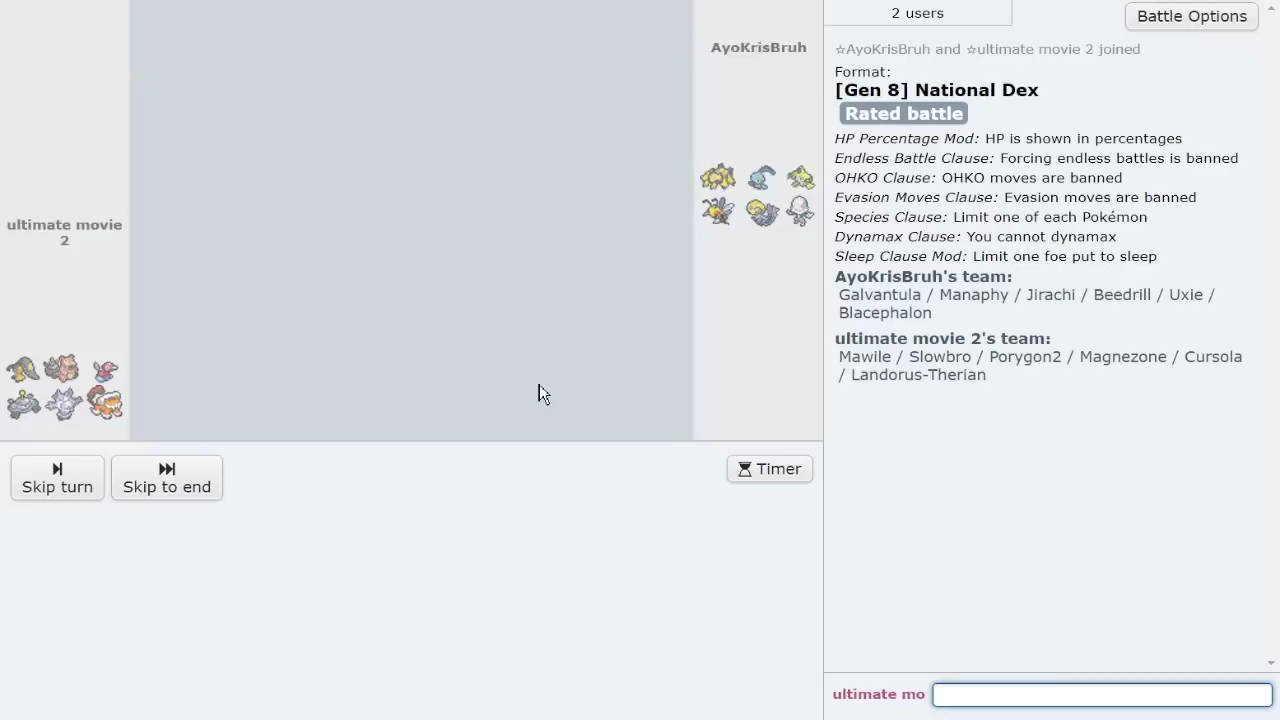 AyoKrisBruh
ultimate movie
2
Skip turn
Skip to end
Timer
2 users
Battle Options
☆AyoKrisBruh and ☆ultimate movie 2 joined
Format:
[Gen 8] National Dex
Rated battle
HP Percentage Mod: HP is shown in percentages
Endless Battle Clause: Forcing endless battles is banned
OHKO Clause: OHKO moves are banned
Evasion Moves Clause: Evasion moves are banned
Species Clause: Limit one of each Pokémon
Dynamax Clause: You cannot dynamax
Sleep Clause Mod: Limit one foe put to sleep
AyoKrisBruh's team:
Galvantula / Manaphy / Jirachi / Beedrill / Uxie /
Blacephalon
ultimate movie 2's team:
Mawile / Slowbro / Porygon2 / Magnezone / Cursola
/ Landorus-Therian
ultimate mo